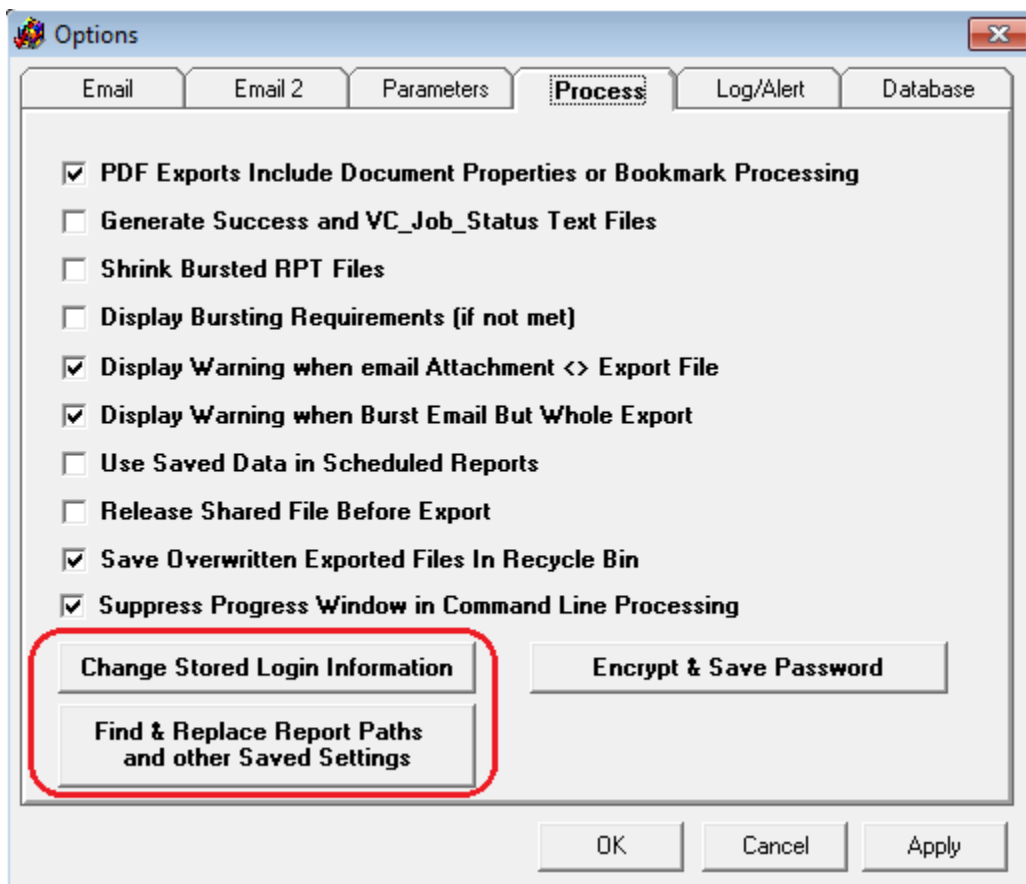 Options
Email Email 2 Parameters Process Log/Alert Database
PDF Exports Include Document Properties or Bookmark Processing
Generate Success and VC_Job_Status Text Files
Shrink Bursted RPT Files
Display Bursting Requirements (if not met)
Display Warning when email Attachment <> Export File
Display Warning when Burst Email But Whole Export
Use Saved Data in Scheduled Reports
Release Shared File Before Export
Save Overwritten Exported Files In Recycle Bin
Suppress Progress Window in Command Line Processing
Change Stored Login Information Encrypt & Save Password
Find & Replace Report Paths
and other Saved Settings
OK Cancel Apply